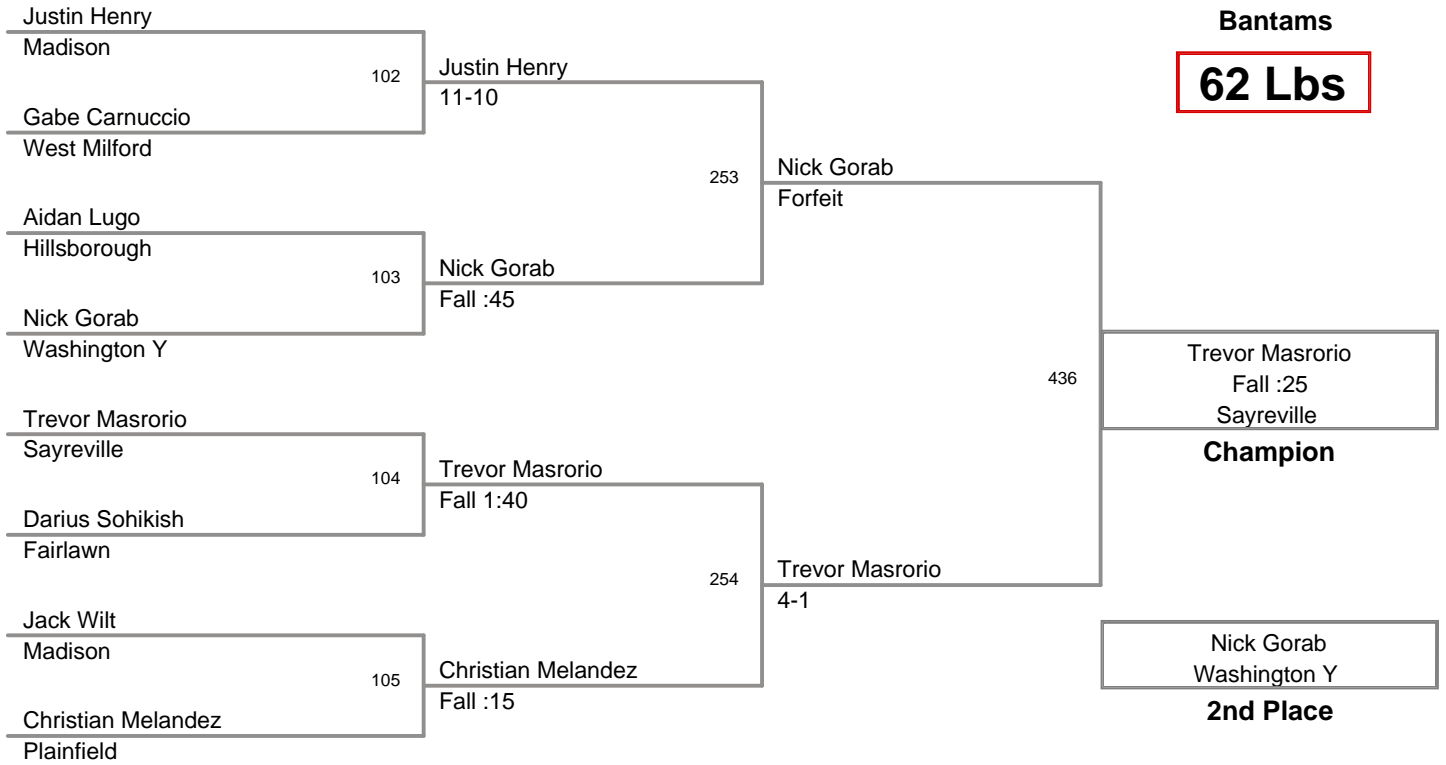 Justin Henry
Madison
102
Gabe Carnuccio
West Milford
Aidan Lugo
Hillsborough
103
Nick Gorab
Washington Y
Trevor Masrorio
Sayreville
104
Darius Sohikish
Fairlawn
Jack Wilt
Madison
105
Christian Melandez
Plainfield
Justin Henry
11-10
253
Nick Gorab
Fall :45
Trevor Masrorio
Fall 1:40
254
Christian Melandez
Fall :15
Nick Gorab
Forfeit
436
Trevor Masrorio
4-1
Bantams
62 Lbs
Trevor Masrorio
Fall :25
Sayreville
Champion
Nick Gorab
Washington Y
2nd Place